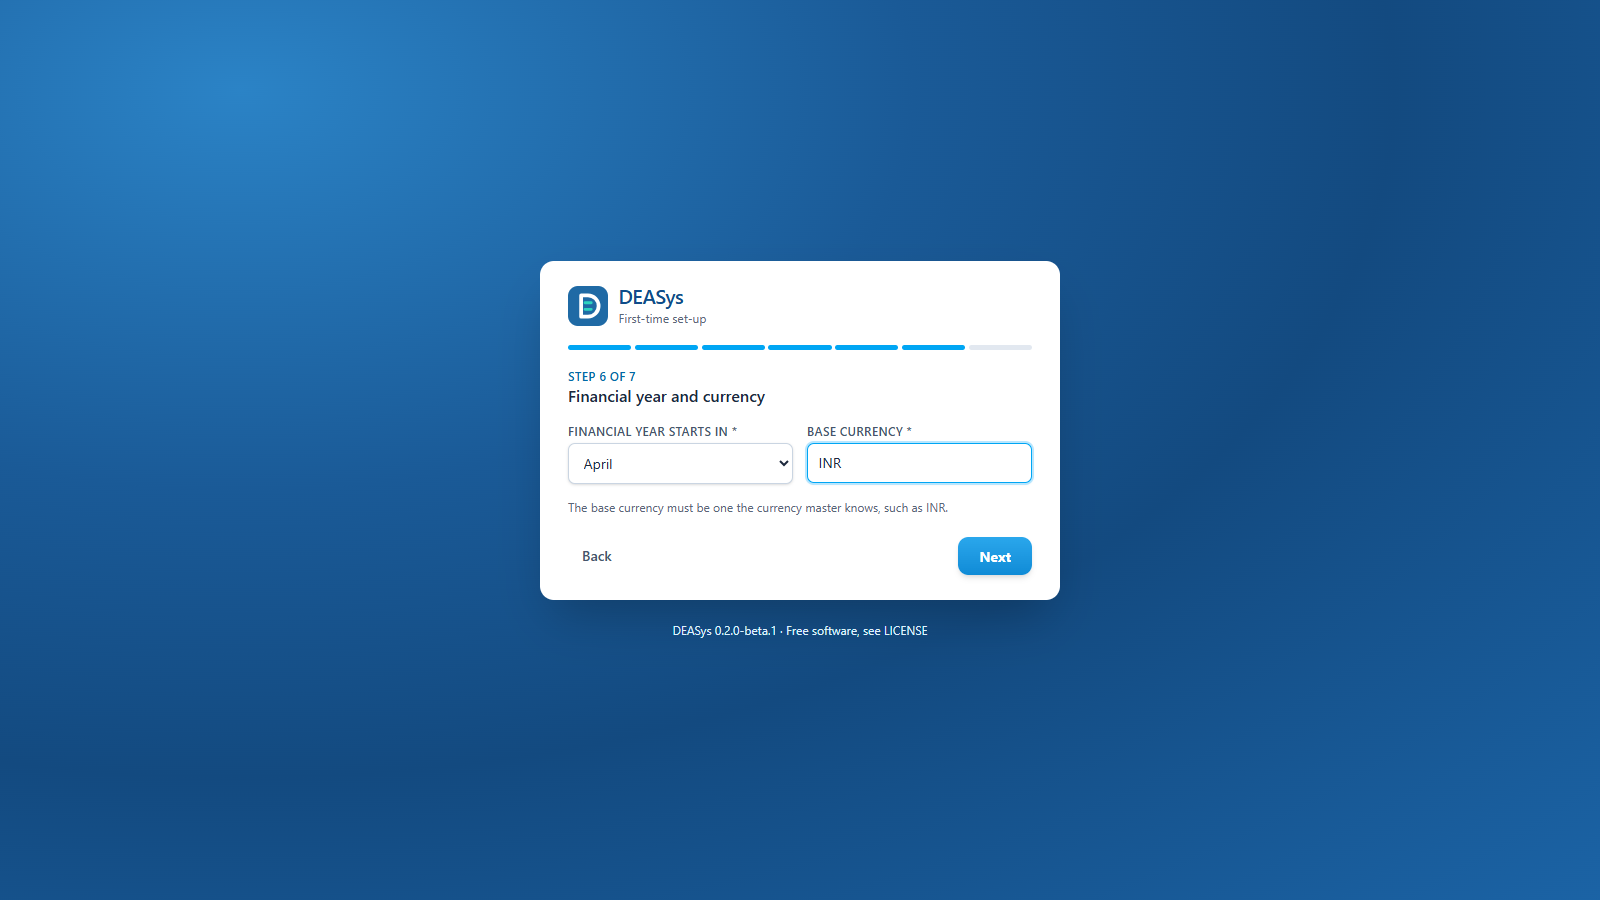 DEASys
First-time set-up
STEP 6 OF 7
Financial year and currency
FINANCIAL YEAR STARTS IN *
BASE CURRENCY *
April
INR
The base currency must be one the currency master knows, such as INR.
Back
Next
DEASys 0.2.0-beta.1 · Free software, see LICENSE